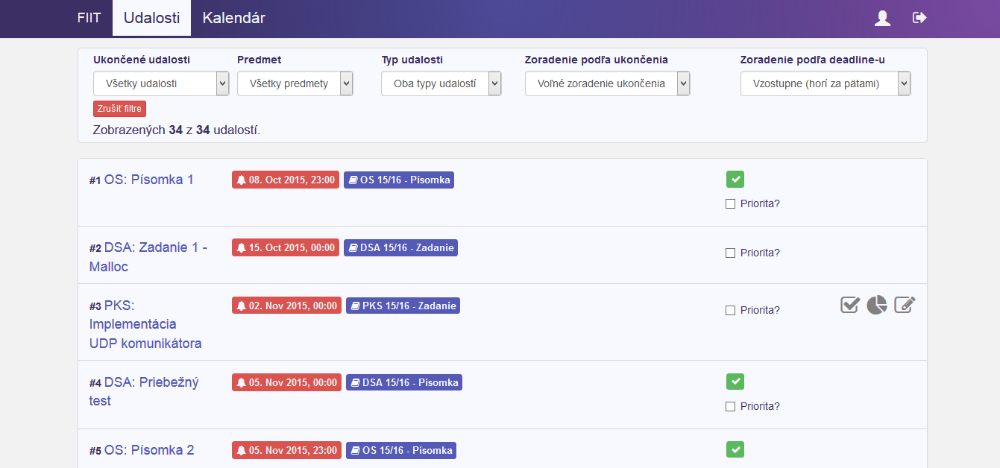 FIIT Udalosti Kalendár
Ukončené udalosti Predmet Typ udalosti Zoradenie podľa ukončenia Zoradenie podľa deadline-u
Všetky udalosti Všetky predmety Oba typy udalostí Voľné zoradenie ukončenia Vzostupne (horí za pätami)
Zrušiť filtre
Zobrazených 34 z 34 udalostí.
#1 OS: Písomka 1 08. Oct 2015, 23:00 OS 15/16 - Písomka
Priorita?
#2 DSA: Zadanie 1 - 15. Oct 2015, 00:00 DSA 15/16 - Zadanie Priorita?
Malloc
#3 PKS: 02. Nov 2015, 00:00 PKS 15/16 - Zadanie Priorita?
Implementácia
UDP komunikátora
#4 DSA: Priebežný 05. Nov 2015, 00:00 DSA 15/16 - Písomka
test Priorita?
#5 OS: Písomka 2 05. Nov 2015, 23:00 OS 15/16 - Písomka